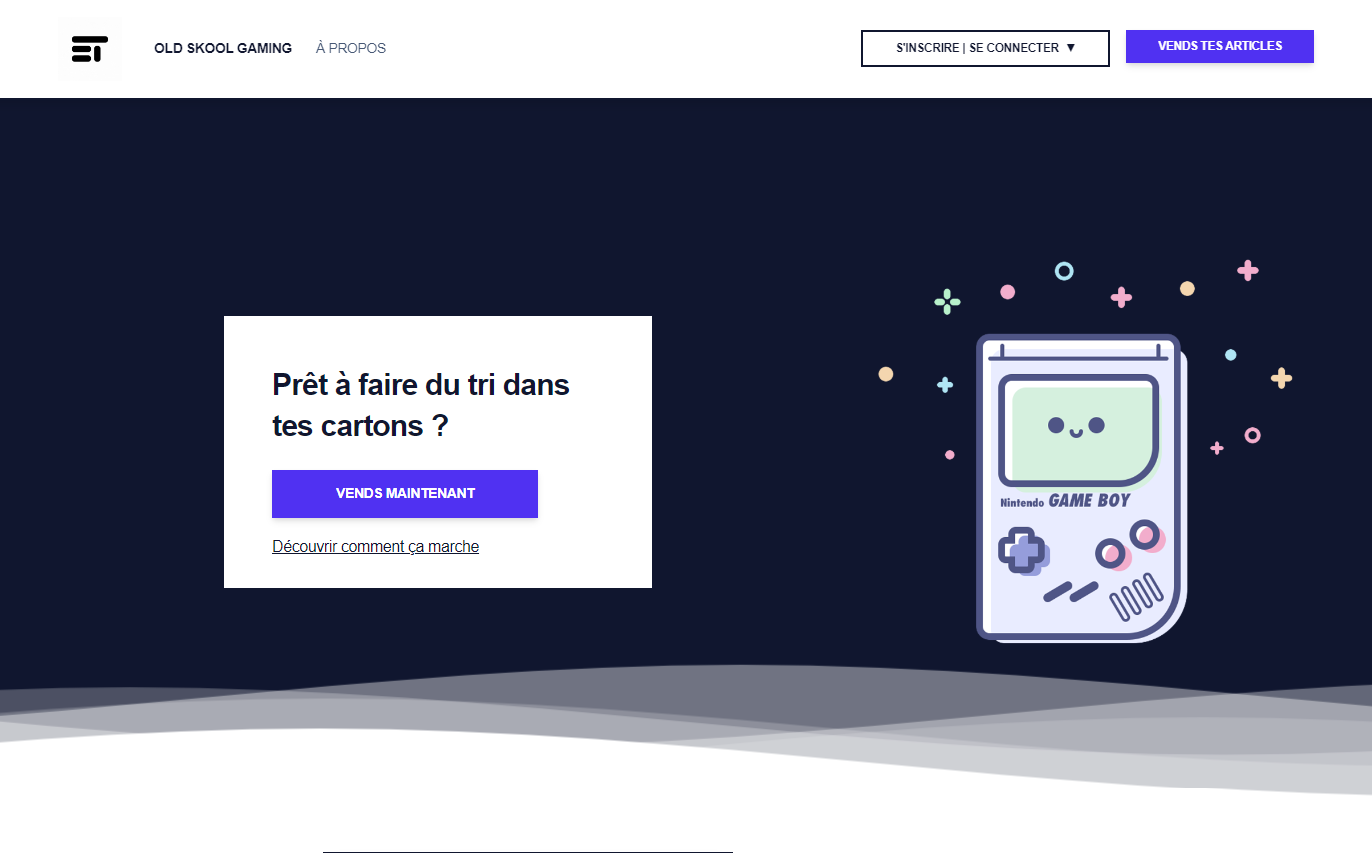 OLD SKOOL GAMING
À PROPOS
S'INSCRIRE | SE CONNECTER ▼
VENDS TES ARTICLES
Prêt à faire du tri dans
tes cartons ?
VENDS MAINTENANT
Découvrir comment ça marche
Nintendo GAME BOY